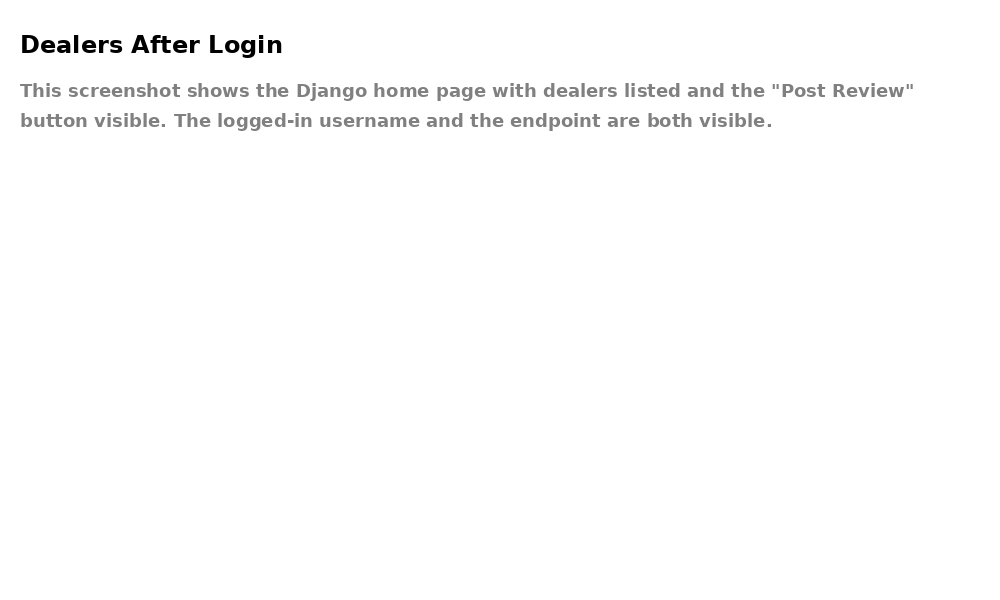 Dealers After Login
This screenshot shows the Django home page with dealers listed and the "Post Review"
button visible. The logged-in username and the endpoint are both visible.